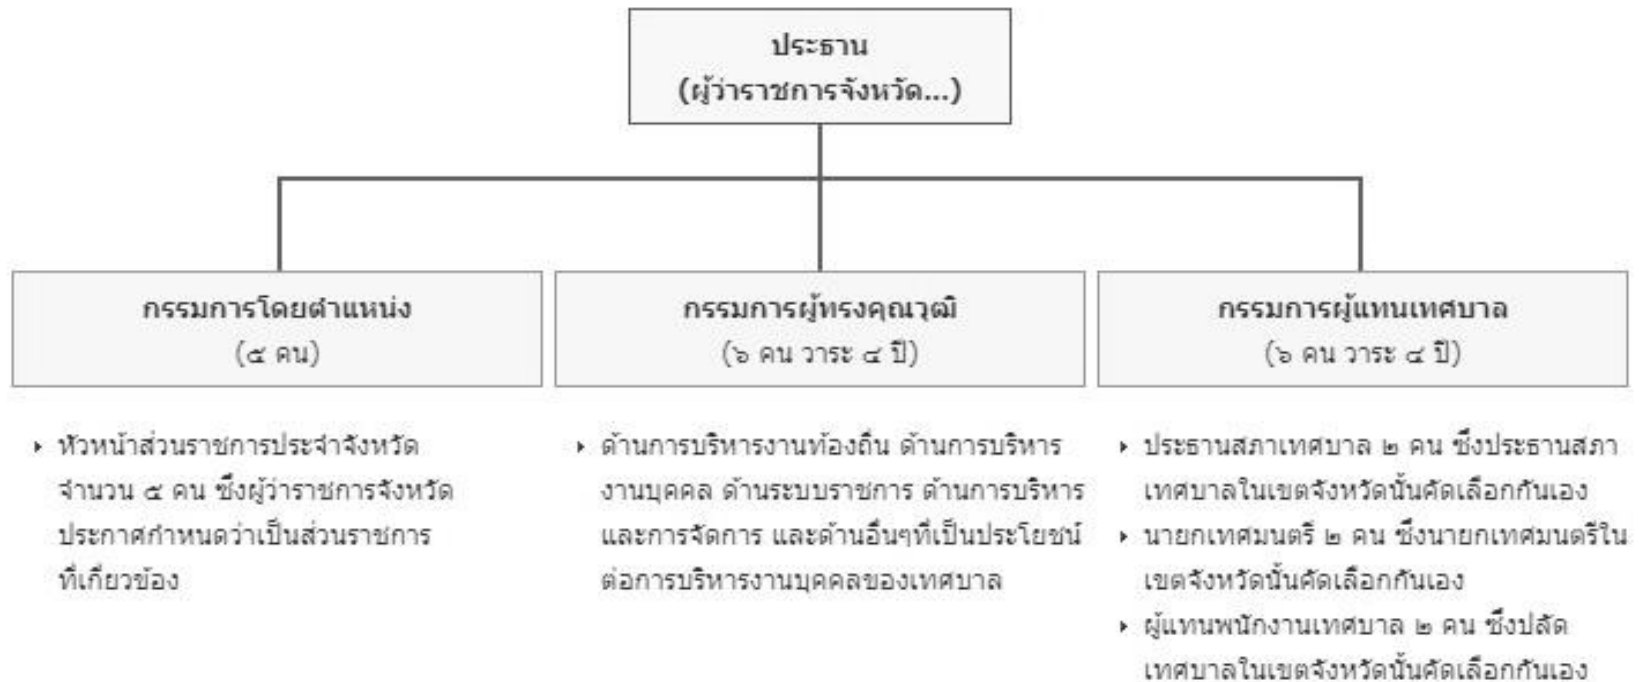 ประธาน
(ผู้ว่าราชการจังหวัด...)
กรรมการโดยตำแหน่ง
(๕ คน)
หัวหน้าส่วนราชการประจำจังหวัด
จำนวน ๕ คน ซึ่งผู้ว่าราชการจังหวัด
ประกาศกำหนดว่าเป็นส่วนราชการ
ที่เกี่ยวข้อง
กรรมการผู้ทรงคุณวุฒิ
(๖ คน วาระ ๔ ปี)
ด้านการบริหารงานท้องถิ่น ด้านการบริหาร
งานบุคคล ด้านระบบราชการ ด้านการบริหาร
และการจัดการ และด้านอื่นๆที่เป็นประโยชน์
ต่อการบริหารงานบุคคลของเทศบาล
กรรมการผู้แทนเทศบาล
(๖ คน วาระ ๔ ปี)
ประธานสภาเทศบาล ๒ คน ซึ่งประธานสภา
เทศบาลในเขตจังหวัดนั้นคัดเลือกกันเอง
นายกเทศมนตรี ๒ คน ซึ่งนายกเทศมนตรีใน
เขตจังหวัดนั้นคัดเลือกกันเอง
ผู้แทนพนักงานเทศบาล ๒ คน ซึ่งปลัด
เทศบาลในเขตจังหวัดนั้นคัดเลือกกันเอง